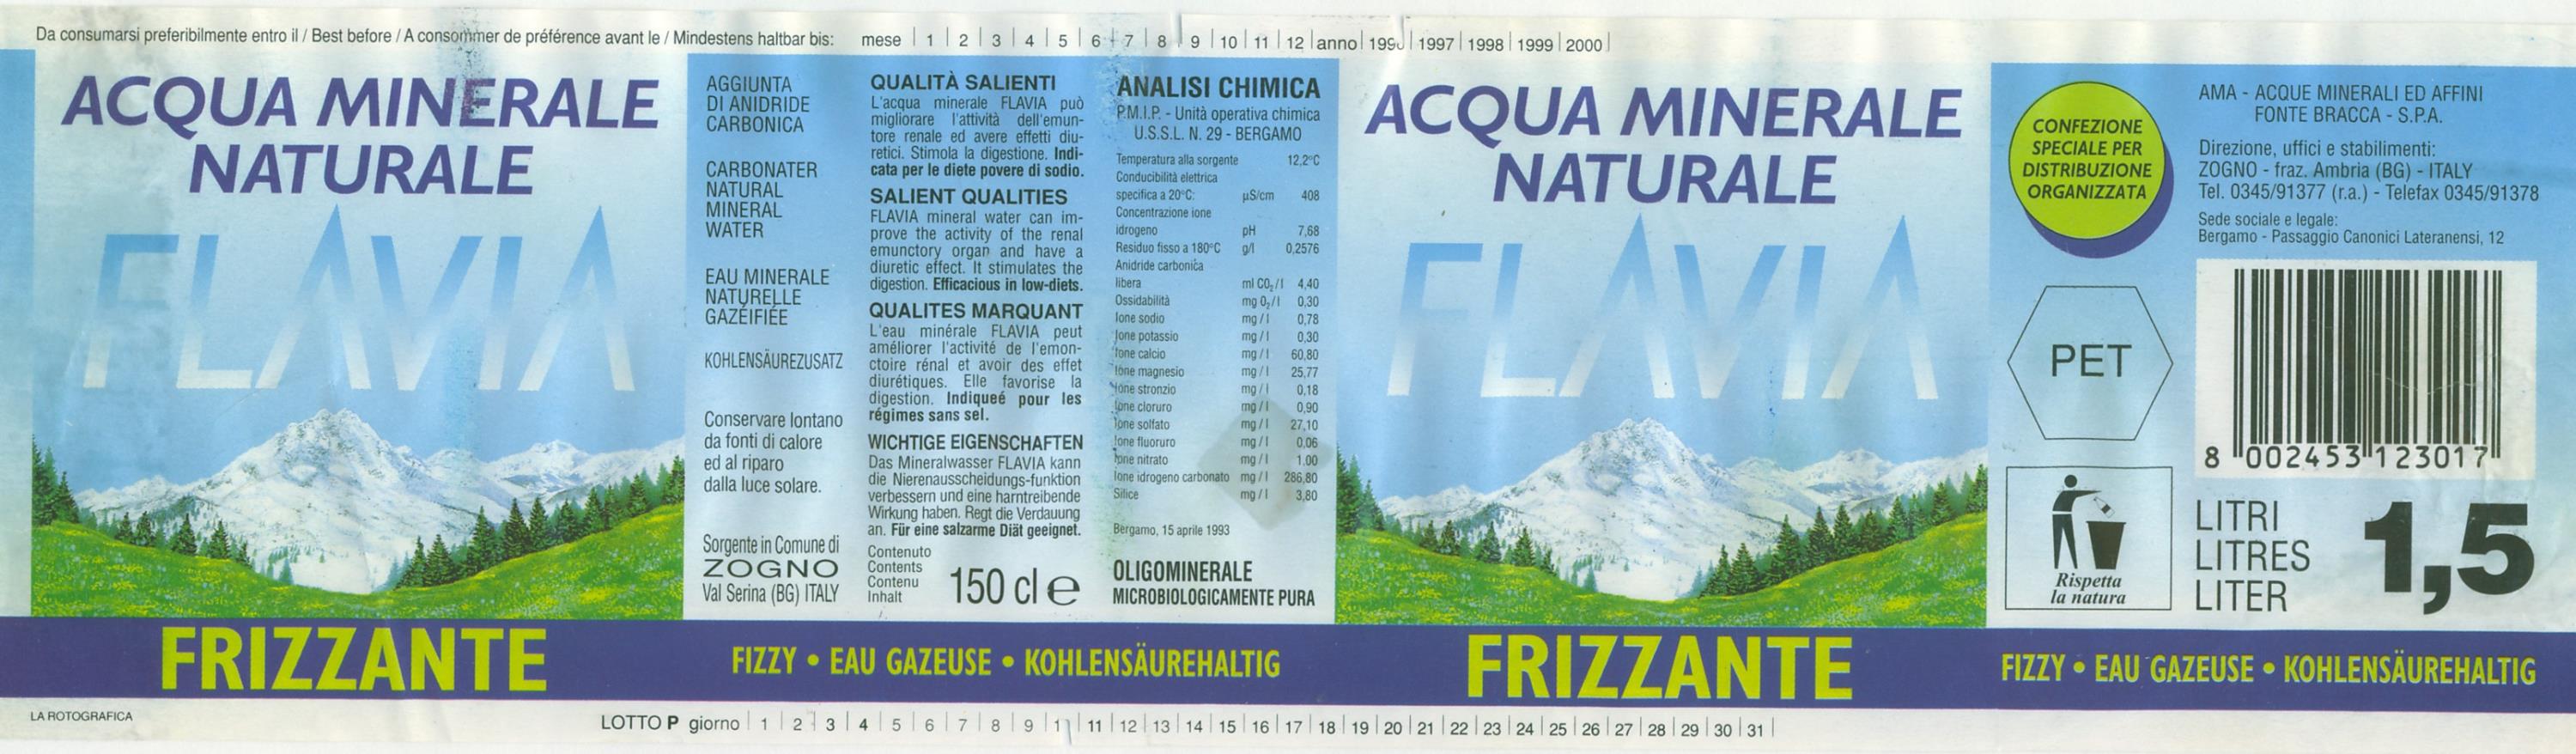 Da consumarsi preferibilmente entro il / Best before / A consommer de préférence avant le / Mindestens haltbar bis: mese | 1 | 2 | 3 | 4 | 5 | 6 | 7 | 8 | 9 | 10 | 11 | 12 | anno | 1996 | 1997 | 1998 | 1999 | 2000 |
ACQUA MINERALE
NATURALE
FLAVIA
FRIZZANTE
AGGIUNTA
DI ANIDRIDE
CARBONICA
CARBONATER
NATURAL
MINERAL
WATER
EAU MINERALE
NATURELLE
GAZÉIFIÉE
KOHLENSÄUREZUSATZ
Conservare lontano
da fonti di calore
ed al riparo
dalla luce solare.
Sorgente in Comune di
ZOGNO
Val Serina (BG) ITALY
QUALITÀ SALIENTI
L'acqua minerale FLAVIA può
migliorare l'attività dell'emun-
tore renale ed avere effetti diu-
retici. Stimola la digestione. Indi-
cata per le diete povere di sodio.
SALIENT QUALITIES
FLAVIA mineral water can im-
prove the activity of the renal
emunctory organ and have a
diuretic effect. It stimulates the
digestion. Efficacious in low-diets.
QUALITES MARQUANT
L'eau minérale FLAVIA peut
améliorer l'activité de l'emon-
ctoire rénal et avoir des effet
diurétiques. Elle favorise la
digestion. Indiqueé pour les
régimes sans sel.
WICHTIGE EIGENSCHAFTEN
Das Mineralwasser FLAVIA kann
die Nierenausscheidungs-funktion
verbessern und eine harntreibende
Wirkung haben. Regt die Verdauung
an. Für eine salzarme Diät geeignet.
Contenuto
Contents
Contenu
Inhalt
150 cl e
ANALISI CHIMICA
P.M.I.P. - Unità operativa chimica
U.S.S.L. N. 29 - BERGAMO
Temperatura alla sorgente 12,2°C
Conducibilità elettrica
specifica a 20°C: µS/cm 408
Concentrazione ione
idrogeno pH 7,68
Residuo fisso a 180°C g/l 0,2576
Anidride carbonica
libera ml CO₂/l 4,40
Ossidabilità mg O₂/l 0,30
Ione sodio mg/l 0,78
Ione potassio mg/l 0,30
Ione calcio mg/l 60,80
Ione magnesio mg/l 25,77
Ione stronzio mg/l 0,18
Ione cloruro mg/l 0,90
Ione solfato mg/l 27,10
Ione fluoruro mg/l 0,06
Ione nitrato mg/l 1,00
Ione idrogeno carbonato mg/l 286,80
Silice mg/l 3,80
Bergamo, 15 aprile 1993
OLIGOMINERALE
MICROBIOLOGICAMENTE PURA
FIZZY • EAU GAZEUSE • KOHLENSÄUREHALTIG
ACQUA MINERALE
NATURALE
FLAVIA
FRIZZANTE
CONFEZIONE
SPECIALE PER
DISTRIBUZIONE
ORGANIZZATA
PET
Rispetta
la natura
AMA - ACQUE MINERALI ED AFFINI
FONTE BRACCA - S.P.A.
Direzione, uffici e stabilimenti:
ZOGNO - fraz. Ambria (BG) - ITALY
Tel. 0345/91377 (r.a.) - Telefax 0345/91378
Sede sociale e legale:
Bergamo - Passaggio Canonici Lateranensi, 12
8 002453 123017
LITRI
LITRES
LITER
1,5
FIZZY • EAU GAZEUSE • KOHLENSÄUREHALTIG
LA ROTOGRAFICA
LOTTO P giorno | 1 | 2 | 3 | 4 | 5 | 6 | 7 | 8 | 9 | 1 | 11 | 12 | 13 | 14 | 15 | 16 | 17 | 18 | 19 | 20 | 21 | 22 | 23 | 24 | 25 | 26 | 27 | 28 | 29 | 30 | 31 |